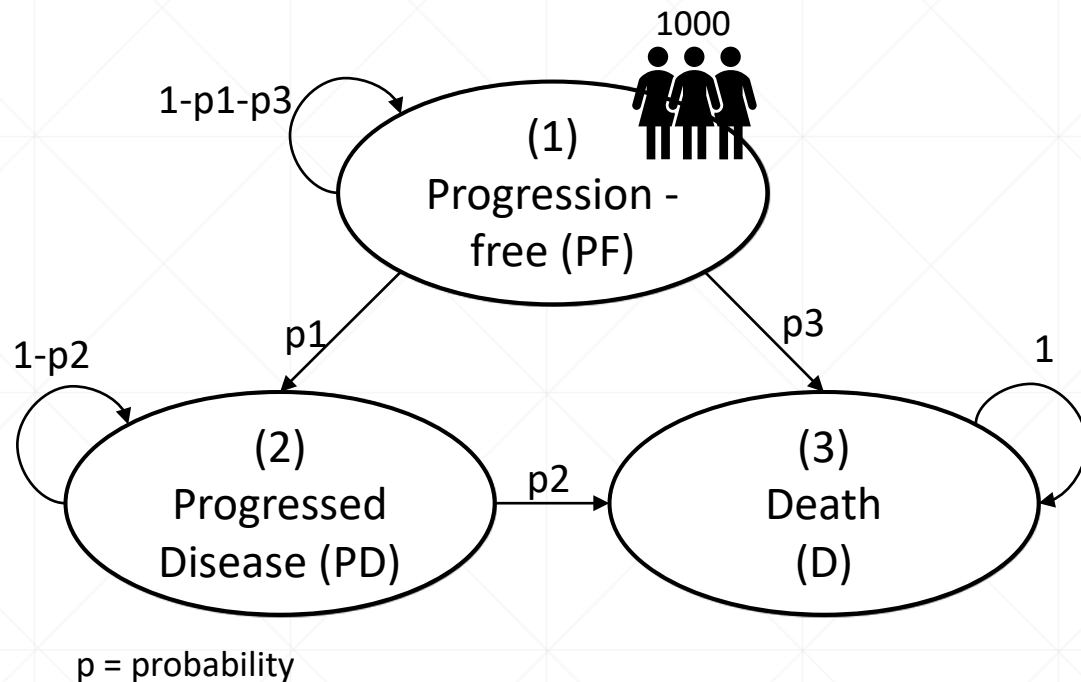 1000
1-p1-p3
(1)
Progression -
free (PF)
p1
p3
1-p2
1
(2)
Progressed
Disease (PD)
p2
(3)
Death
(D)
p = probability